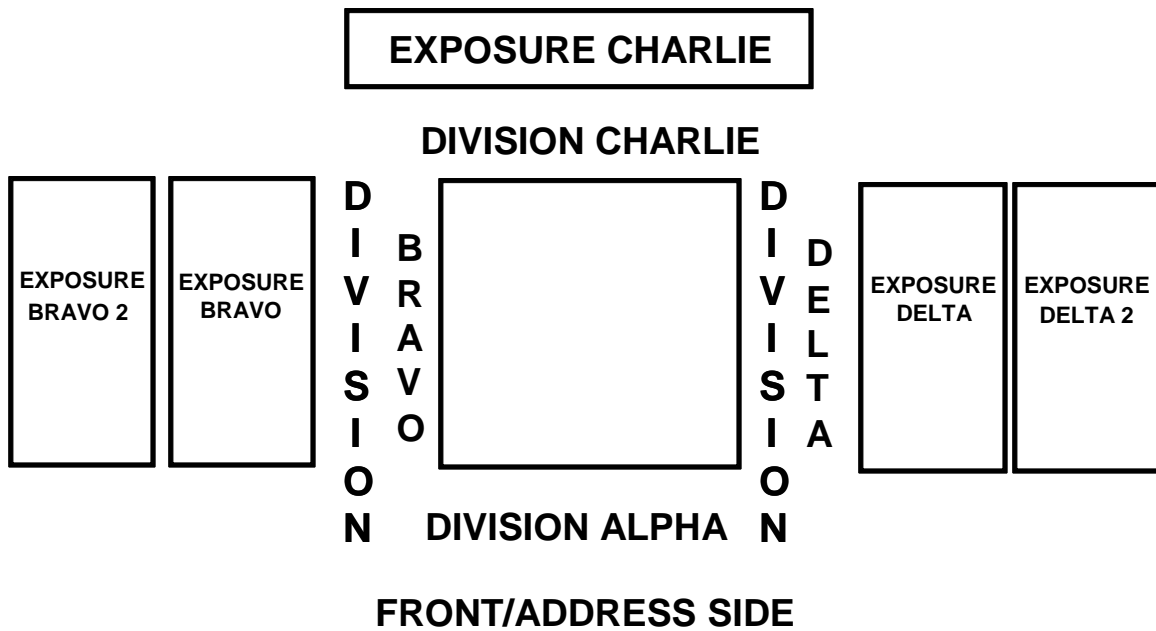 EXPOSURE CHARLIE
DIVISION CHARLIE
EXPOSURE
BRAVO 2
EXPOSURE
BRAVO
DIVISION
BRAVO
DIVISION
DELTA
EXPOSURE
DELTA
EXPOSURE
DELTA 2
DIVISION ALPHA
FRONT/ADDRESS SIDE